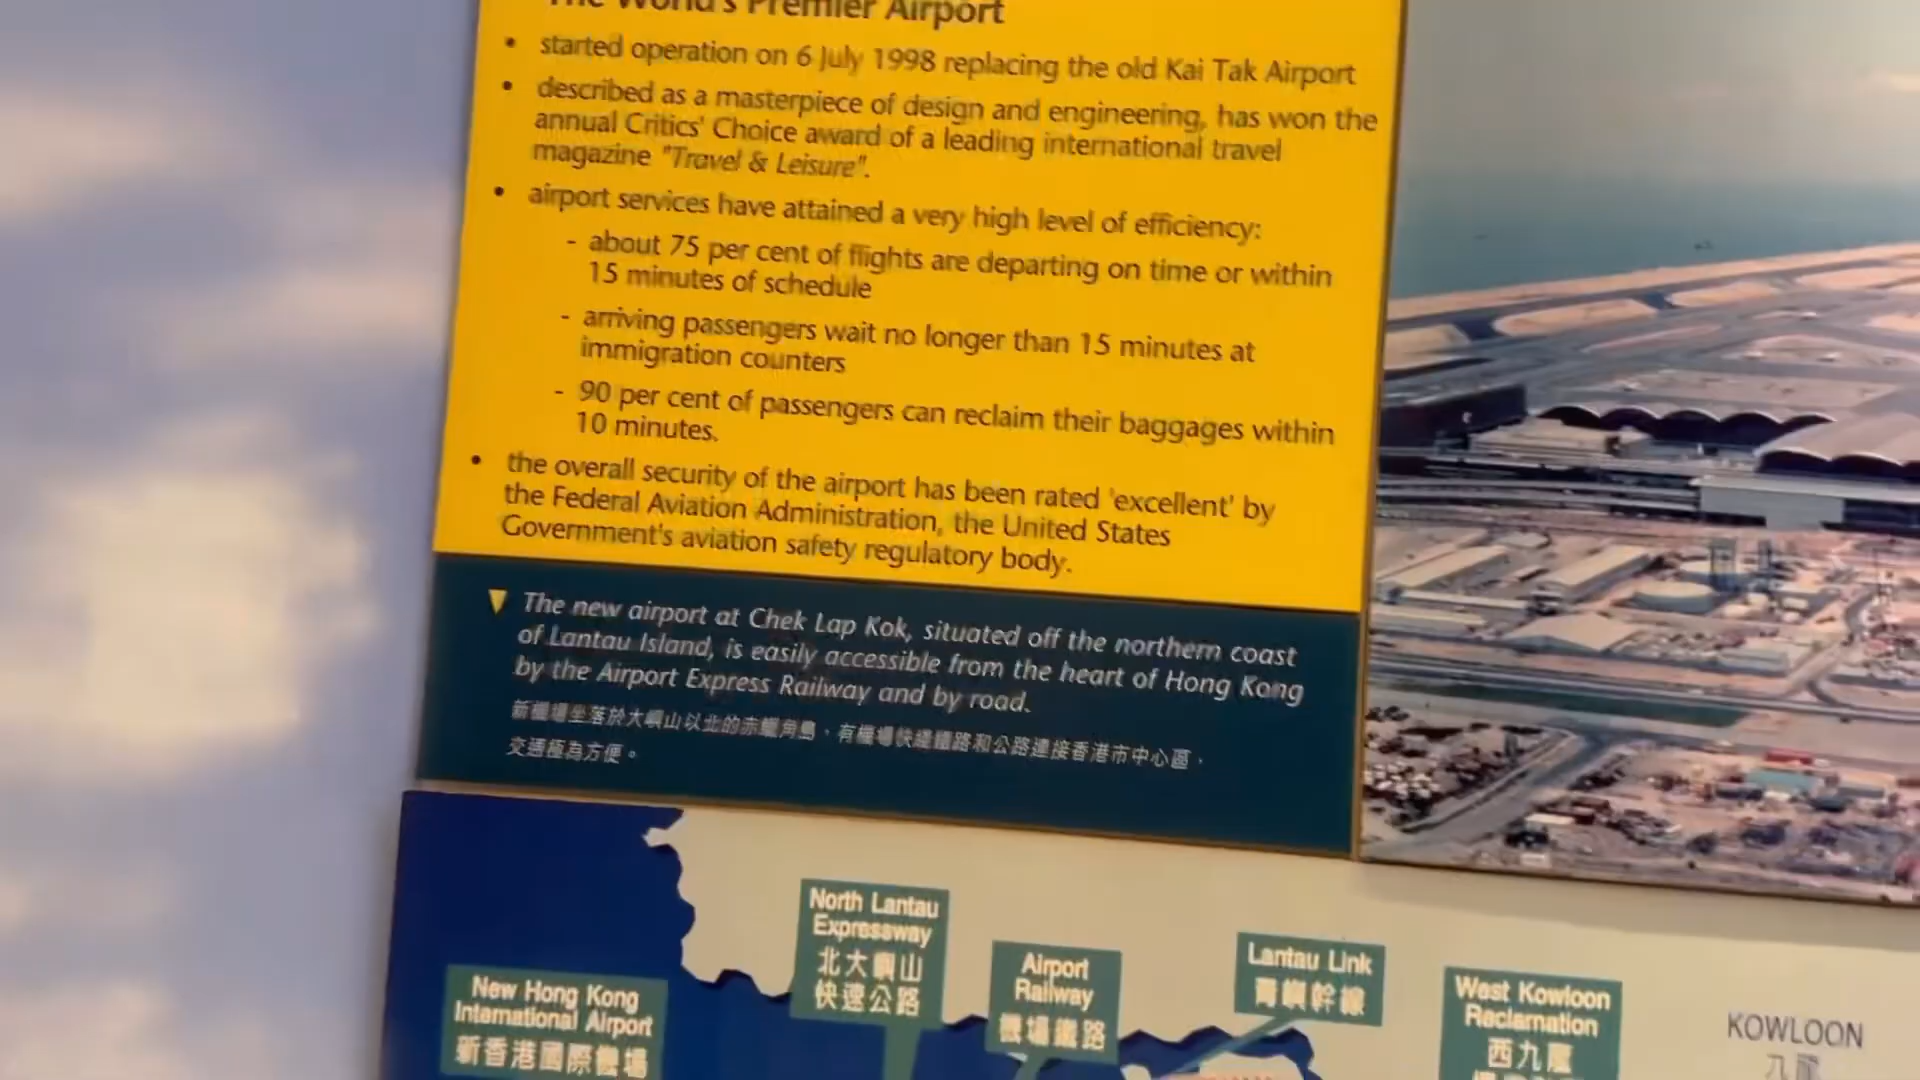 The World's Premier Airport
• started operation on 6 July 1998 replacing the old Kai Tak Airport
• described as a masterpiece of design and engineering, has won the
annual Critics' Choice award of a leading international travel
magazine "Travel & Leisure".
• airport services have attained a very high level of efficiency:
- about 75 per cent of flights are departing on time or within
15 minutes of schedule
- arriving passengers wait no longer than 15 minutes at
immigration counters
- 90 per cent of passengers can reclaim their baggages within
10 minutes.
• the overall security of the airport has been rated 'excellent' by
the Federal Aviation Administration, the United States
Government's aviation safety regulatory body.
The new airport at Chek Lap Kok, situated off the northern coast
of Lantau Island, is easily accessible from the heart of Hong Kong
by the Airport Express Railway and by road.
新機場坐落於大嶼山以北的赤鱲角島，有機場快綫鐵路和公路連接香港市中心區，
交通極為方便。
North Lantau
Expressway
北大嶼山
快速公路
New Hong Kong
International Airport
新香港國際機場
Airport
Railway
機場鐵路
Lantau Link
青嶼幹線
West Kowloon
Reclamation
西九龍
KOWLOON
九龍